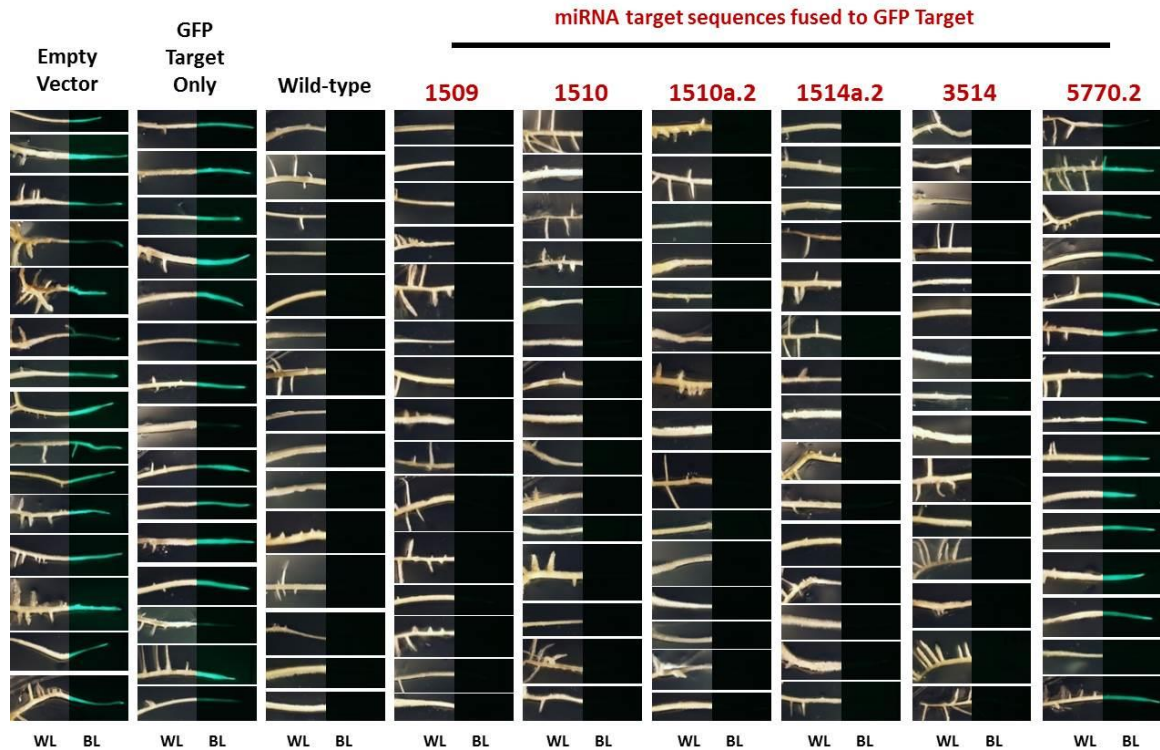 miRNA target sequences fused to GFP Target
Empty
Vector
GFP
Target
Only
Wild-type
1509
1510
1510a.2
1514a.2
3514
5770.2
WL BL WL BL WL BL WL BL WL BL WL BL WL BL WL BL WL BL